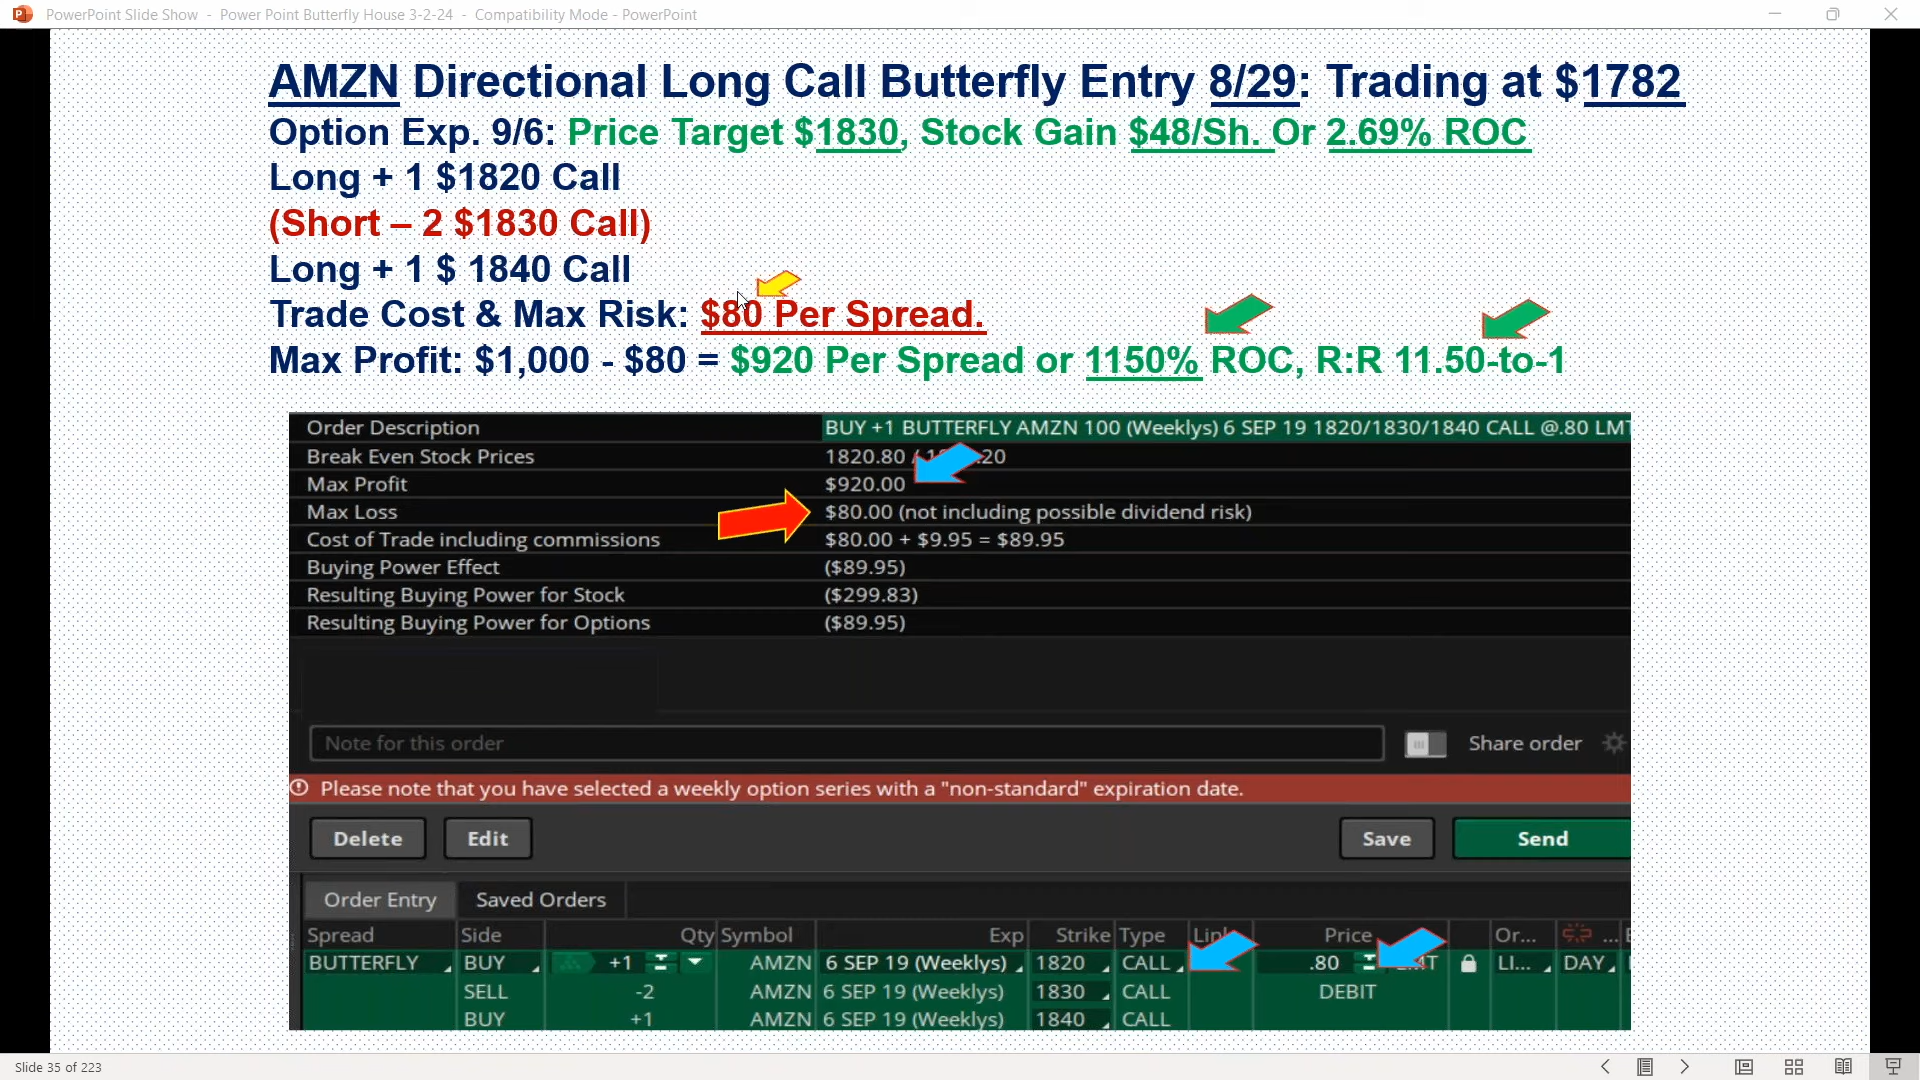 PowerPoint Slide Show - Power Point Butterfly House 3-2-24 - Compatibility Mode - PowerPoint
AMZN Directional Long Call Butterfly Entry 8/29: Trading at $1782
Option Exp. 9/6: Price Target $1830, Stock Gain $48/Sh. Or 2.69% ROC
Long + 1 $1820 Call
(Short – 2 $1830 Call)
Long + 1 $ 1840 Call
Trade Cost & Max Risk: $80 Per Spread.
Max Profit: $1,000 - $80 = $920 Per Spread or 1150% ROC, R:R 11.50-to-1
Order Description BUY +1 BUTTERFLY AMZN 100 (Weeklys) 6 SEP 19 1820/1830/1840 CALL @.80 LMT
Break Even Stock Prices 1820.80 /
Max Profit $920.00
Max Loss $80.00 (not including possible dividend risk)
Cost of Trade including commissions $80.00 + $9.95 = $89.95
Buying Power Effect ($89.95)
Resulting Buying Power for Stock ($299.83)
Resulting Buying Power for Options ($89.95)
Note for this order Share order
Please note that you have selected a weekly option series with a "non-standard" expiration date.
Delete Edit Save Send
Order Entry Saved Orders
Spread Side Qty Symbol Exp Strike Type Price Or... ...
BUTTERFLY BUY +1 AMZN 6 SEP 19 (Weeklys) 1820 CALL .80 LI... DAY
SELL -2 AMZN 6 SEP 19 (Weeklys) 1830 CALL DEBIT
BUY +1 AMZN 6 SEP 19 (Weeklys) 1840 CALL
Slide 35 of 223